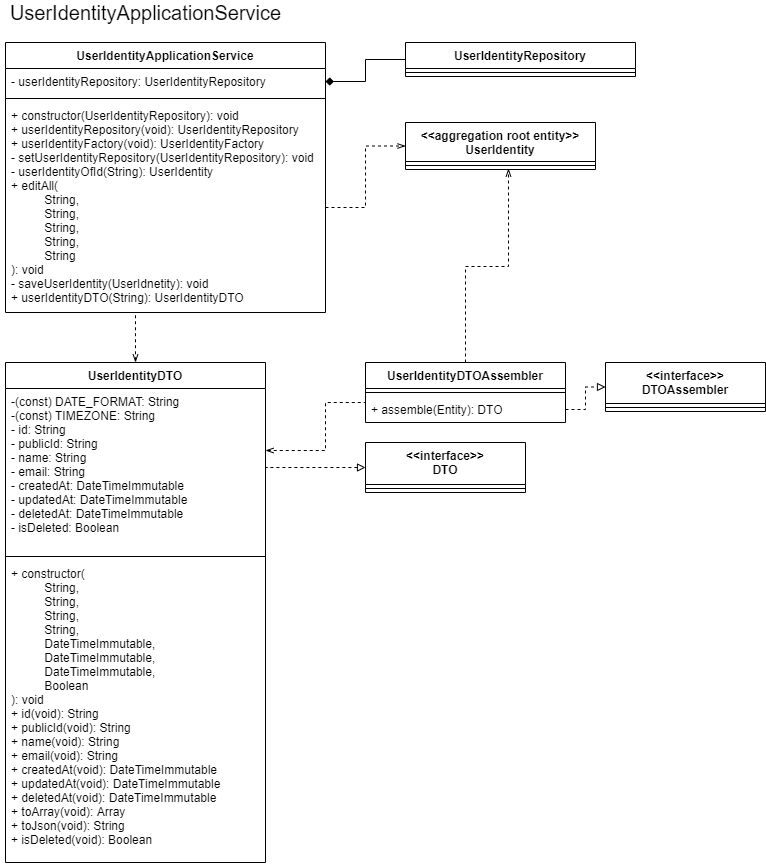 UserIdentityApplicationService
UserIdentityApplicationService
- userIdentityRepository: UserIdentityRepository
+ constructor(UserIdentityRepository): void
+ userIdentityRepository(void): UserIdentityRepository
+ userIdentityFactory(void): UserIdentityFactory
- setUserIdentityRepository(UserIdentityRepository): void
- userIdentityOfId(String): UserIdentity
+ editAll(
String,
String,
String,
String,
String
): void
- saveUserIdentity(UserIdnetity): void
+ userIdentityDTO(String): UserIdentityDTO
UserIdentityRepository
<<aggregation root entity>>
UserIdentity
UserIdentityDTO
-(const) DATE_FORMAT: String
-(const) TIMEZONE: String
- id: String
- publicId: String
- name: String
- email: String
- createdAt: DateTimeImmutable
- updatedAt: DateTimeImmutable
- deletedAt: DateTimeImmutable
- isDeleted: Boolean
+ constructor(
String,
String,
String,
String,
DateTimeImmutable,
DateTimeImmutable,
DateTimeImmutable,
Boolean
): void
+ id(void): String
+ publicId(void): String
+ name(void): String
+ email(void): String
+ createdAt(void): DateTimeImmutable
+ updatedAt(void): DateTimeImmutable
+ deletedAt(void): DateTimeImmutable
+ toArray(void): Array
+ toJson(void): String
+ isDeleted(void): Boolean
UserIdentityDTOAssembler
+ assemble(Entity): DTO
<<interface>>
DTOAssembler
<<interface>>
DTO